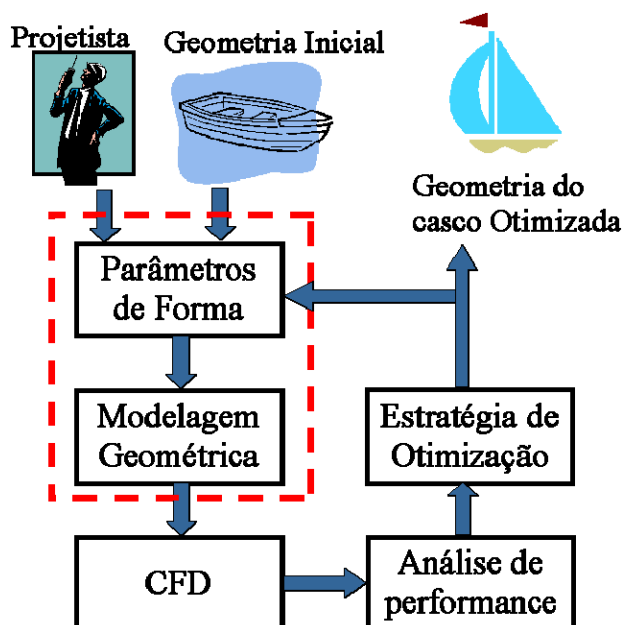 Projetista
Geometria Inicial
Geometria do
casco Otimizada
Parâmetros
de Forma
Modelagem
Geométrica
Estratégia de
Otimização
CFD
Análise de
performance